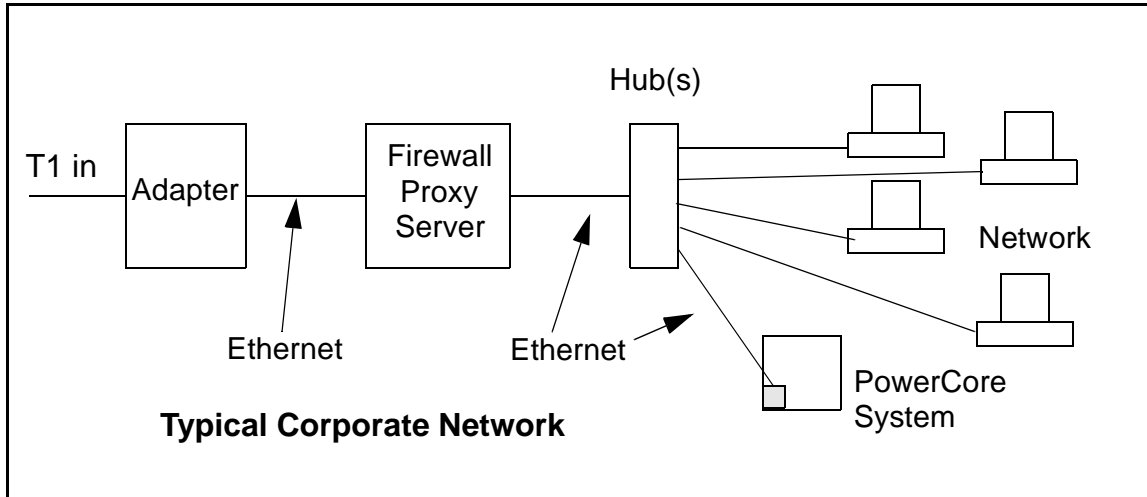 Hub(s)
T1 in
Adapter
Firewall
Proxy
Server
Network
Ethernet
Ethernet
PowerCore
System
Typical Corporate Network